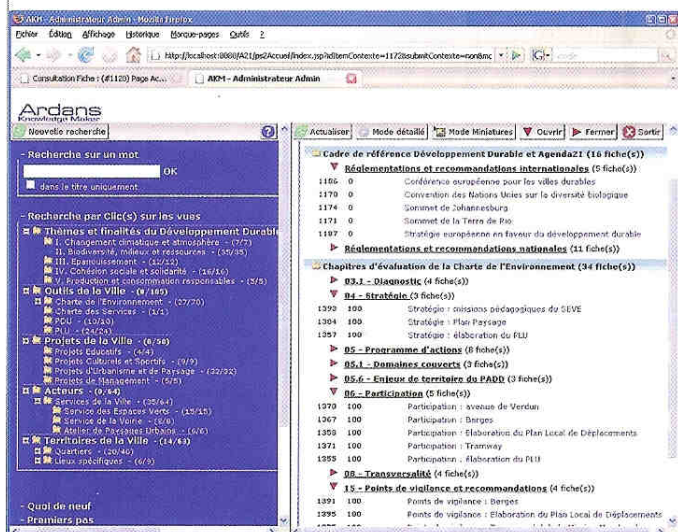 AKM - Administrateur Admin - Mozilla Firefox
Fichier Édition Affichage Historique Marque-pages Outils ?
http://localhost:8080/A21/jsp2Accueil/index.jsp?idItemContexte=1172&submitContexte=non&mc
Consultation Fiche : (#1120) Page Ac...
AKM - Administrateur Admin
Ardans
Knowledge Maker
Nouvelle recherche
- Recherche sur un mot
OK
dans le titre uniquement
- Recherche par Clic(s) sur les vues
Thèmes et finalités du Développement Durable
I. Changement climatique et atmosphère - (7/7)
II. Biodiversité, milieux et ressources - (35/35)
III. Epanouissement - (12/12)
IV. Cohésion sociale et solidarité - (16/16)
V. Production et consommation responsables - (5/5)
Outils de la Ville - (0/105)
Charte de l'Environnement - (27/70)
Charte des Services - (1/1)
PDU - (10/10)
PLU - (24/24)
Projets de la Ville - (0/50)
Projets Educatifs - (4/4)
Projets Culturels et Sportifs - (9/9)
Projets d'Urbanisme et de Paysage - (32/32)
Projets de Management - (5/5)
Acteurs - (0/64)
Services de la Ville - (35/64)
Service des Espaces Verts - (15/15)
Service de la Voirie - (8/8)
Atelier de Paysages Urbains - (6/6)
Territoires de la Ville - (14/63)
Quartiers - (20/40)
Lieux spécifiques - (6/9)
- Quoi de neuf
- Premiers pas
Actualiser Mode détaillé Mode Miniatures Ouvrir Fermer Sortir
Cadre de référence Développement Durable et Agenda21 (16 fiche(s))
Réglementations et recommandations internationales (5 fiche(s))
1186 0 Conférence européenne pour les villes durables
1170 0 Convention des Nations Unies sur la diversité biologique
1174 0 Sommet de Johannesburg
1171 0 Sommet de la Terre de Rio
1187 0 Stratégie européenne en faveur du développement durable
Réglementations et recommandations nationales (11 fiche(s))
Chapitres d'évaluation de la Charte de l'Environnement (34 fiche(s))
03.1 - Diagnostic (4 fiche(s))
04 - Stratégie (3 fiche(s))
1393 100 Stratégie : missions pédagogiques du SEVE
1304 100 Stratégie : Plan Paysage
1357 100 Stratégie : élaboration du PLU
05 - Programme d'actions (8 fiche(s))
05.1 - Domaines couverts (3 fiche(s))
05.6 - Enjeux de territoire du PADD (3 fiche(s))
06 - Participation (5 fiche(s))
1370 100 Participation : avenue de Verdun
1367 100 Participation : Berges
1358 100 Participation : Elaboration du Plan Local de Déplacements
1371 100 Participation : Tramway
1355 100 Participation : élaboration du PLU
08 - Transversalité (4 fiche(s))
15 - Points de vigilance et recommandations (4 fiche(s))
1391 100 Points de vigilance : Berges
1395 100 Points de vigilance : Elaboration du Plan Local de Déplacements